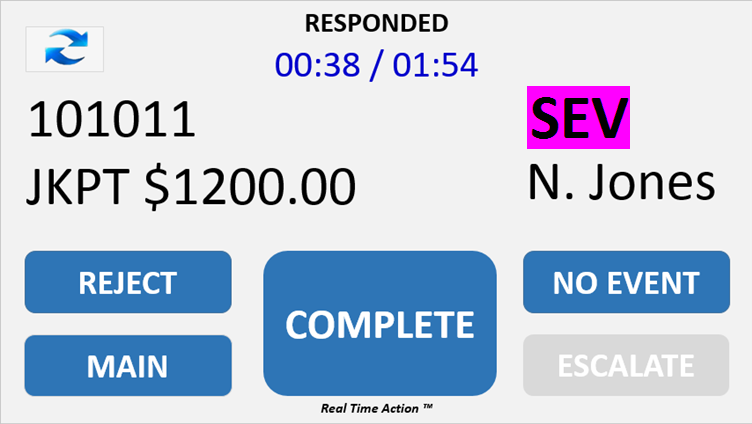 RESPONDED
00:38 / 01:54
101011
SEV
JKPT $1200.00
N. Jones
REJECT
COMPLETE
NO EVENT
MAIN
ESCALATE
Real Time Action ™